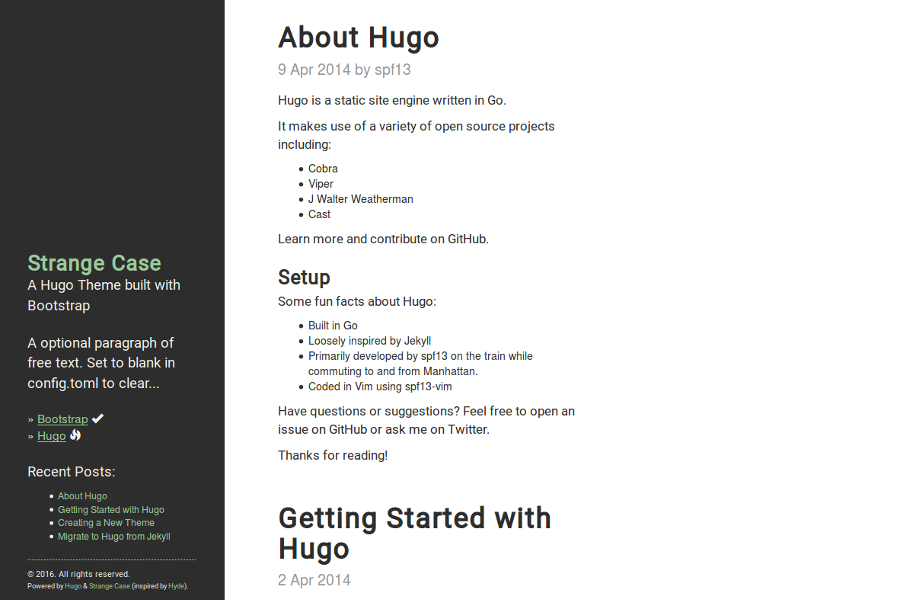 Strange Case
A Hugo Theme built with
Bootstrap
A optional paragraph of
free text. Set to blank in
config.toml to clear...
» Bootstrap
» Hugo
Recent Posts:
• About Hugo
• Getting Started with Hugo
• Creating a New Theme
• Migrate to Hugo from Jekyll
© 2016. All rights reserved.
Powered by Hugo & Strange Case (inspired by Hyde).
About Hugo
9 Apr 2014 by spf13
Hugo is a static site engine written in Go.
It makes use of a variety of open source projects
including:
• Cobra
• Viper
• J Walter Weatherman
• Cast
Learn more and contribute on GitHub.
Setup
Some fun facts about Hugo:
• Built in Go
• Loosely inspired by Jekyll
• Primarily developed by spf13 on the train while
commuting to and from Manhattan.
• Coded in Vim using spf13-vim
Have questions or suggestions? Feel free to open an
issue on GitHub or ask me on Twitter.
Thanks for reading!
Getting Started with
Hugo
2 Apr 2014